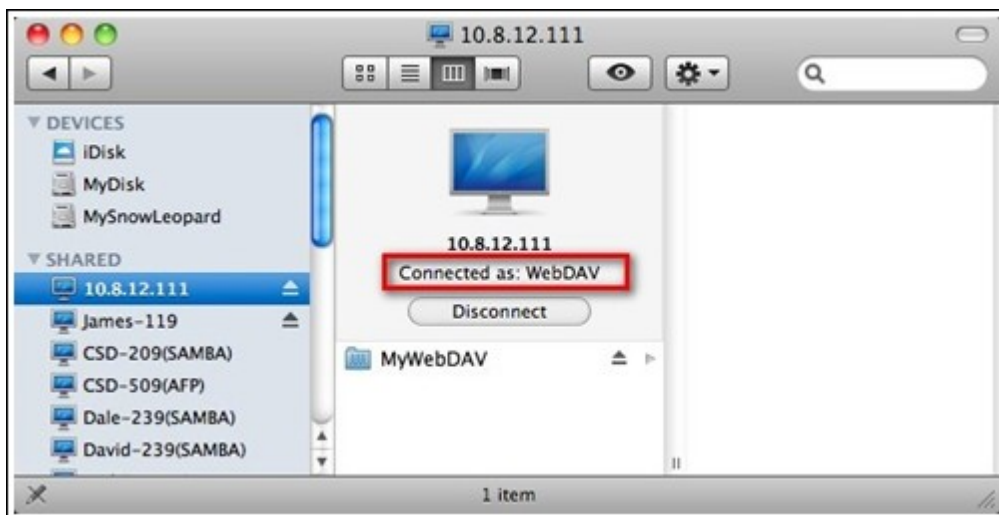 10.8.12.111
DEVICES
iDisk
MyDisk
MySnowLeopard
SHARED
10.8.12.111
James-119
CSD-209(SAMBA)
CSD-509(AFP)
Dale-239(SAMBA)
David-239(SAMBA)
10.8.12.111
Connected as: WebDAV
Disconnect
MyWebDAV
1 item